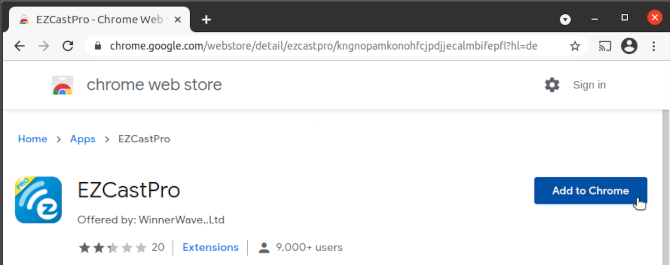 EZCastPro - Chrome Web S
chrome.google.com/webstore/detail/ezcastpro/kngnopamkonohfcjpdjjecalmbifepfl?hl=de
chrome web store
Sign in
Home > Apps > EZCastPro
PRO
EZCastPro
Add to Chrome
Offered by: WinnerWave,.Ltd
20 Extensions 9,000+ users